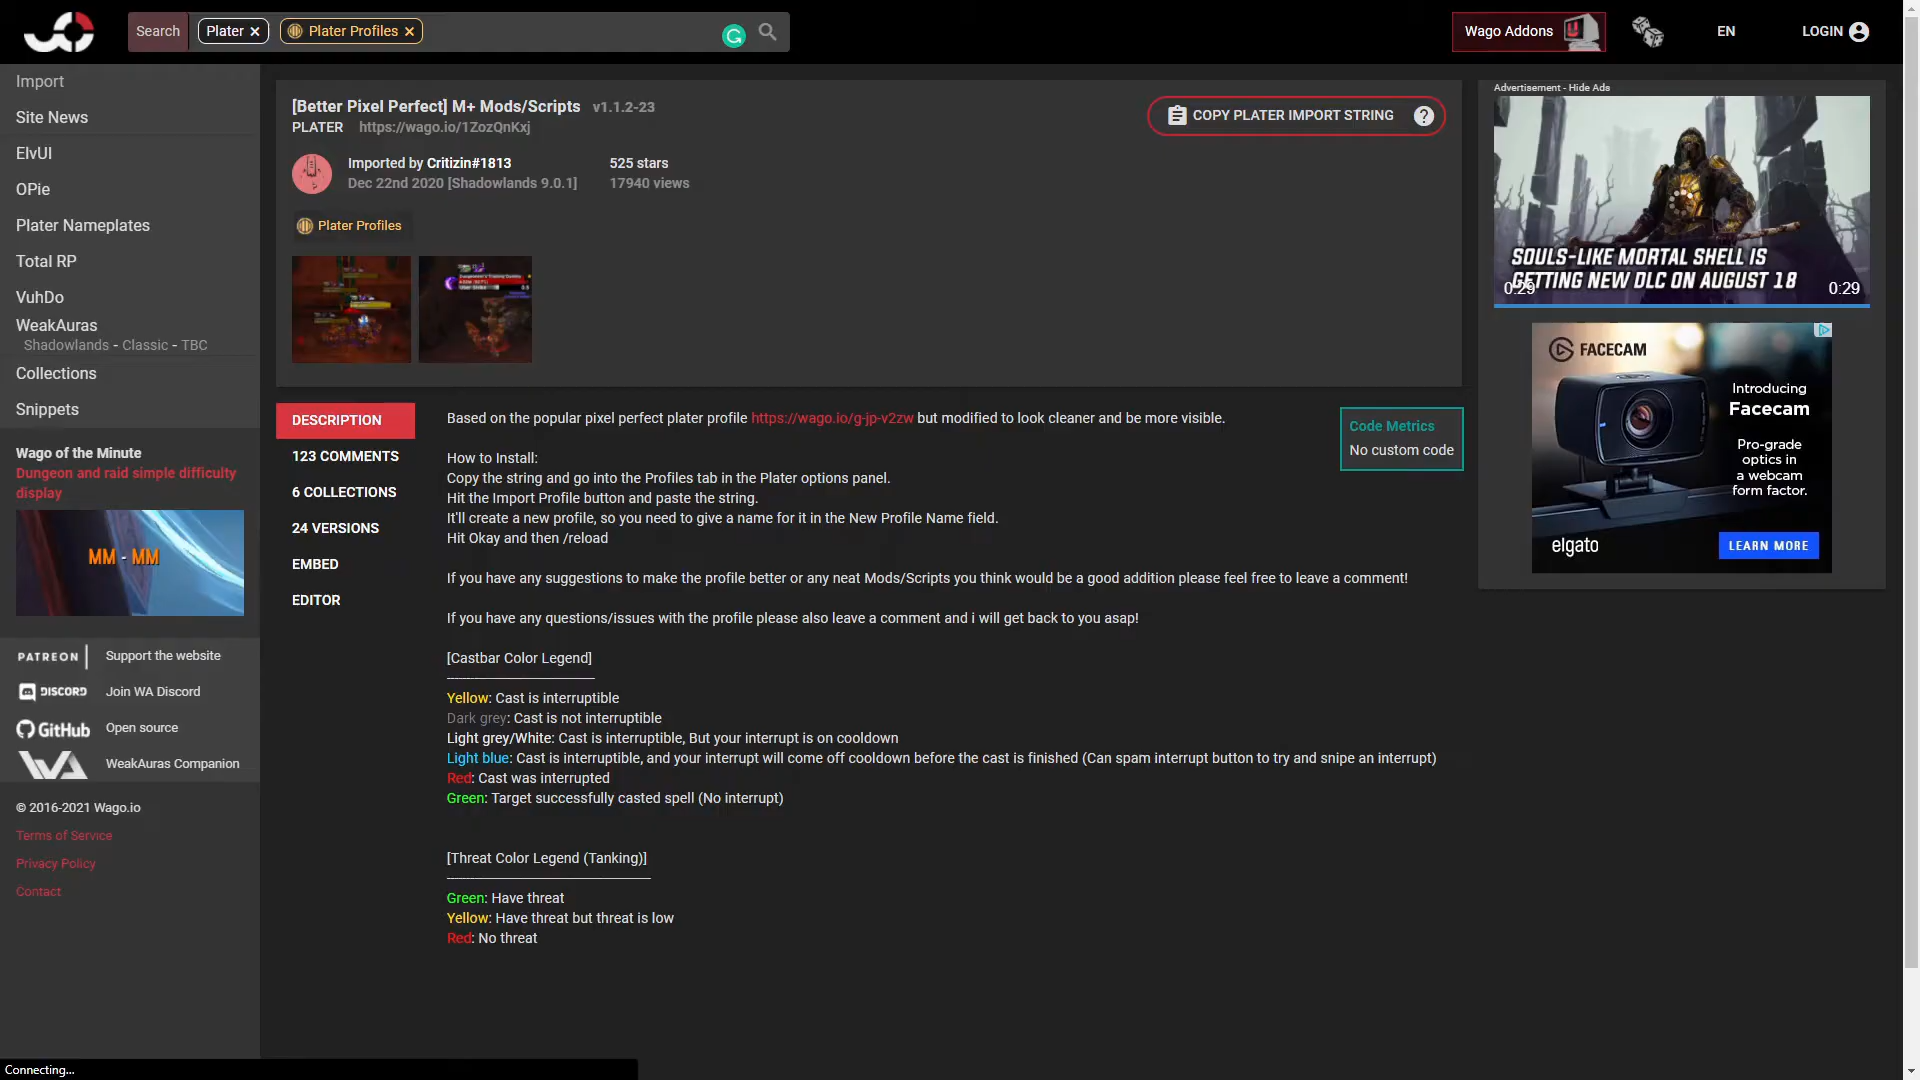 Search
Plater ×
Plater Profiles ×
Wago Addons
EN
LOGIN
Import
Site News
ElvUI
OPie
Plater Nameplates
Total RP
VuhDo
WeakAuras
Shadowlands - Classic - TBC
Collections
Snippets
Wago of the Minute
Dungeon and raid simple difficulty
display
MM - MM
PATREON Support the website
DISCORD Join WA Discord
GitHub Open source
WeakAuras Companion
© 2016-2021 Wago.io
Terms of Service
Privacy Policy
Contact
Connecting...
[Better Pixel Perfect] M+ Mods/Scripts v1.1.2-23
PLATER https://wago.io/1ZozQnKxj
COPY PLATER IMPORT STRING ?
Imported by Critizin#1813
525 stars
Dec 22nd 2020 [Shadowlands 9.0.1]
17940 views
Plater Profiles
DESCRIPTION
123 COMMENTS
6 COLLECTIONS
24 VERSIONS
EMBED
EDITOR
Based on the popular pixel perfect plater profile https://wago.io/g-jp-v2zw but modified to look cleaner and be more visible.
How to Install:
Copy the string and go into the Profiles tab in the Plater options panel.
Hit the Import Profile button and paste the string.
It'll create a new profile, so you need to give a name for it in the New Profile Name field.
Hit Okay and then /reload
If you have any suggestions to make the profile better or any neat Mods/Scripts you think would be a good addition please feel free to leave a comment!
If you have any questions/issues with the profile please also leave a comment and i will get back to you asap!
[Castbar Color Legend]
Yellow: Cast is interruptible
Dark grey: Cast is not interruptible
Light grey/White: Cast is interruptible, But your interrupt is on cooldown
Light blue: Cast is interruptible, and your interrupt will come off cooldown before the cast is finished (Can spam interrupt button to try and snipe an interrupt)
Red: Cast was interrupted
Green: Target successfully casted spell (No interrupt)
[Threat Color Legend (Tanking)]
Green: Have threat
Yellow: Have threat but threat is low
Red: No threat
Code Metrics
No custom code
Advertisement - Hide Ads
SOULS-LIKE MORTAL SHELL IS
GETTING NEW DLC ON AUGUST 18
0:29
0:29
FACECAM
Introducing
Facecam
Pro-grade
optics in
a webcam
form factor.
elgato
LEARN MORE